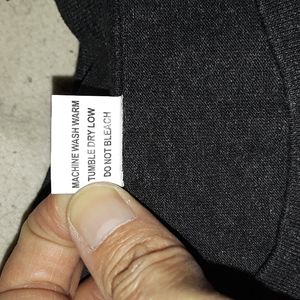 MACHINE WASH WARM
TUMBLE DRY LOW
DO NOT BLEACH